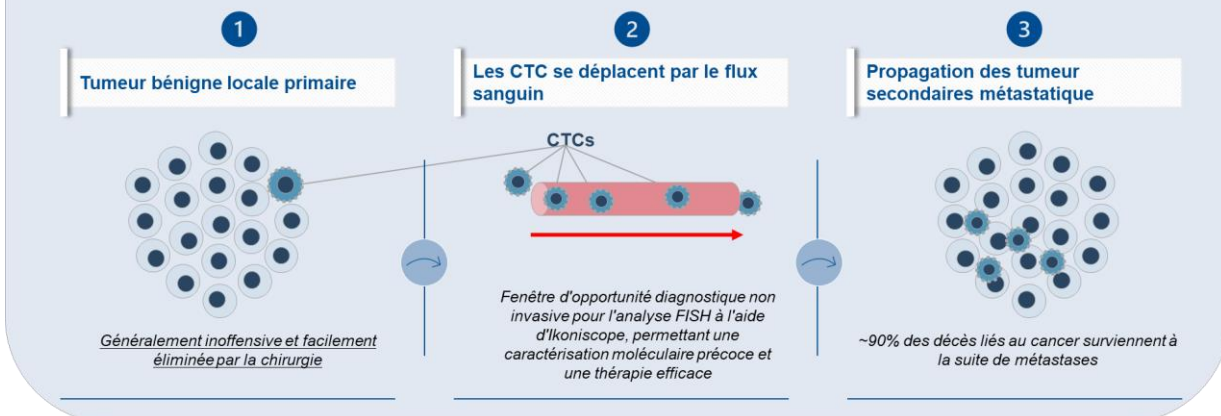 1
Tumeur bénigne locale primaire
Généralement inoffensive et facilement
éliminée par la chirurgie
2
Les CTC se déplacent par le flux
sanguin
CTCs
Fenêtre d'opportunité diagnostique non
invasive pour l'analyse FISH à l'aide
d'Ikoniscope, permettant une
caractérisation moléculaire précoce et
une thérapie efficace
3
Propagation des tumeur
secondaires métastatique
~90% des décès liés au cancer surviennent à
la suite de métastases